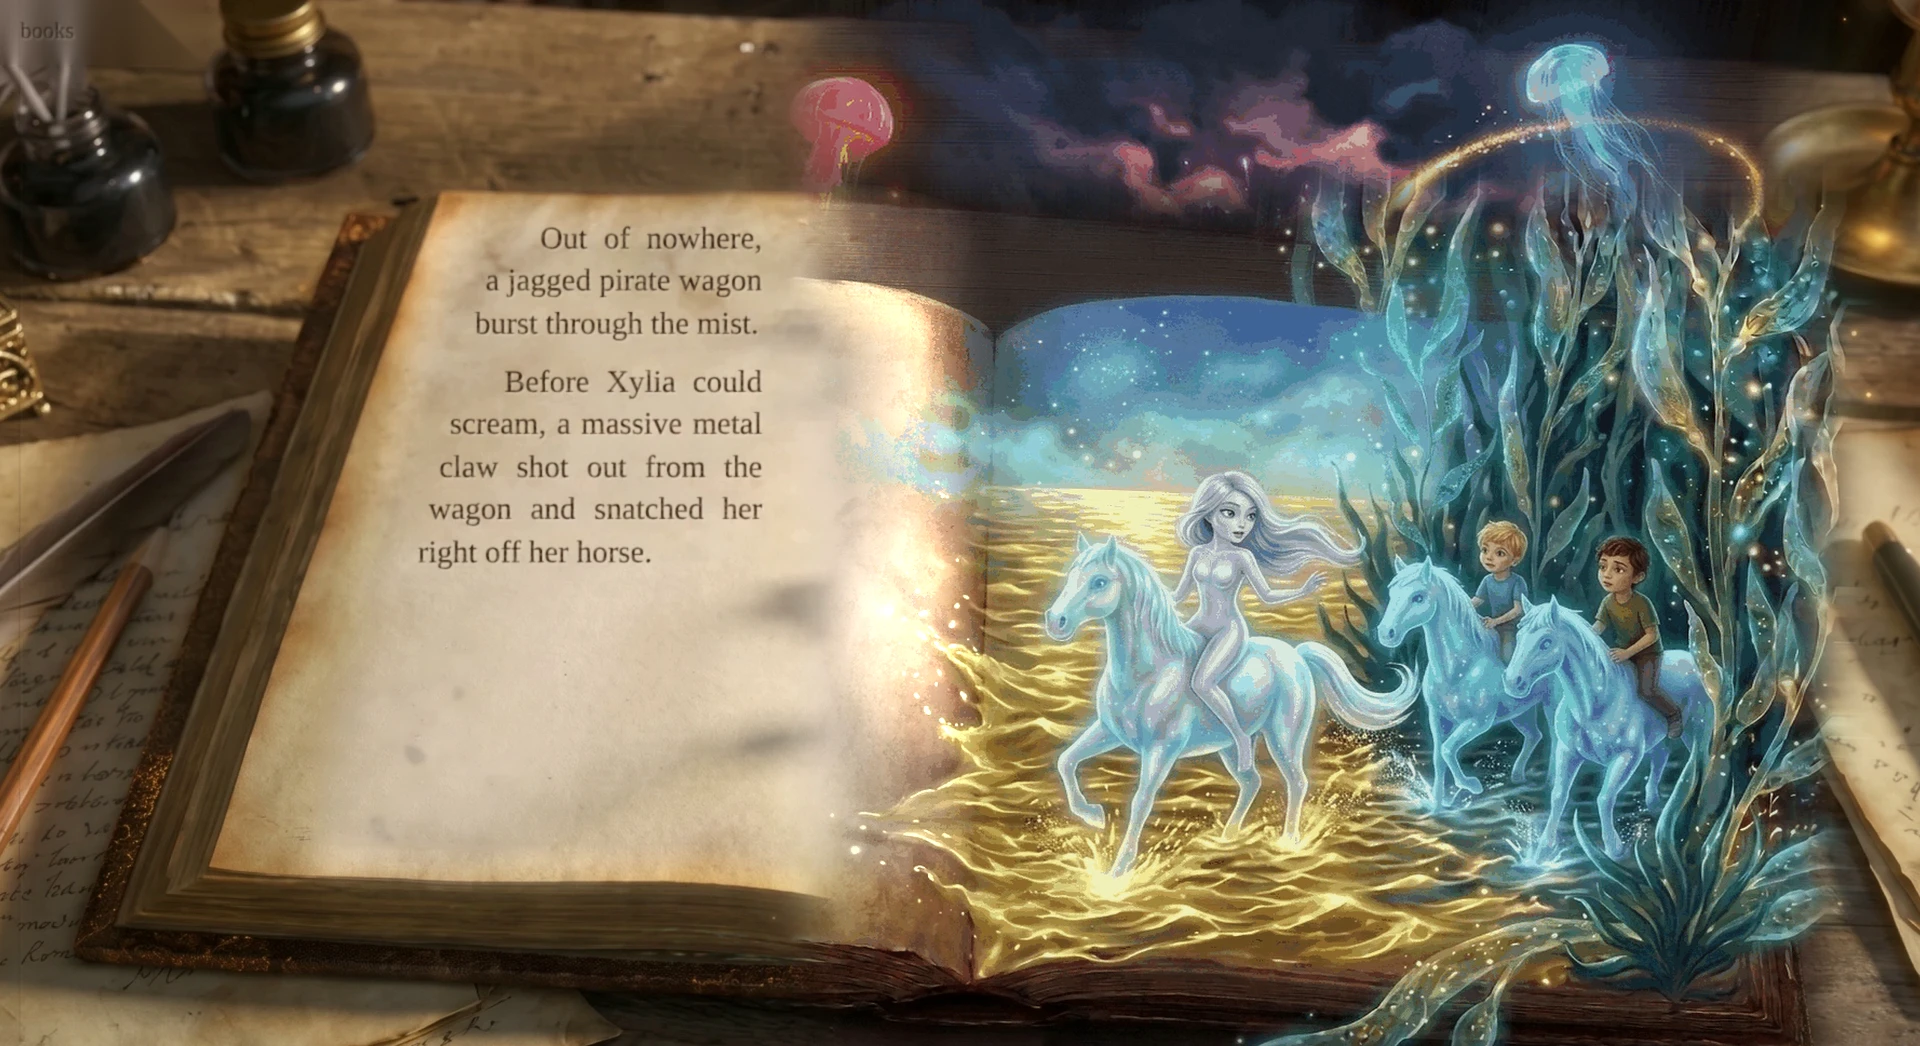 books
Out of nowhere,
a jagged pirate wagon
burst through the mist.
Before Xylia could
scream, a massive metal
claw shot out from the
wagon and snatched her
right off her horse.